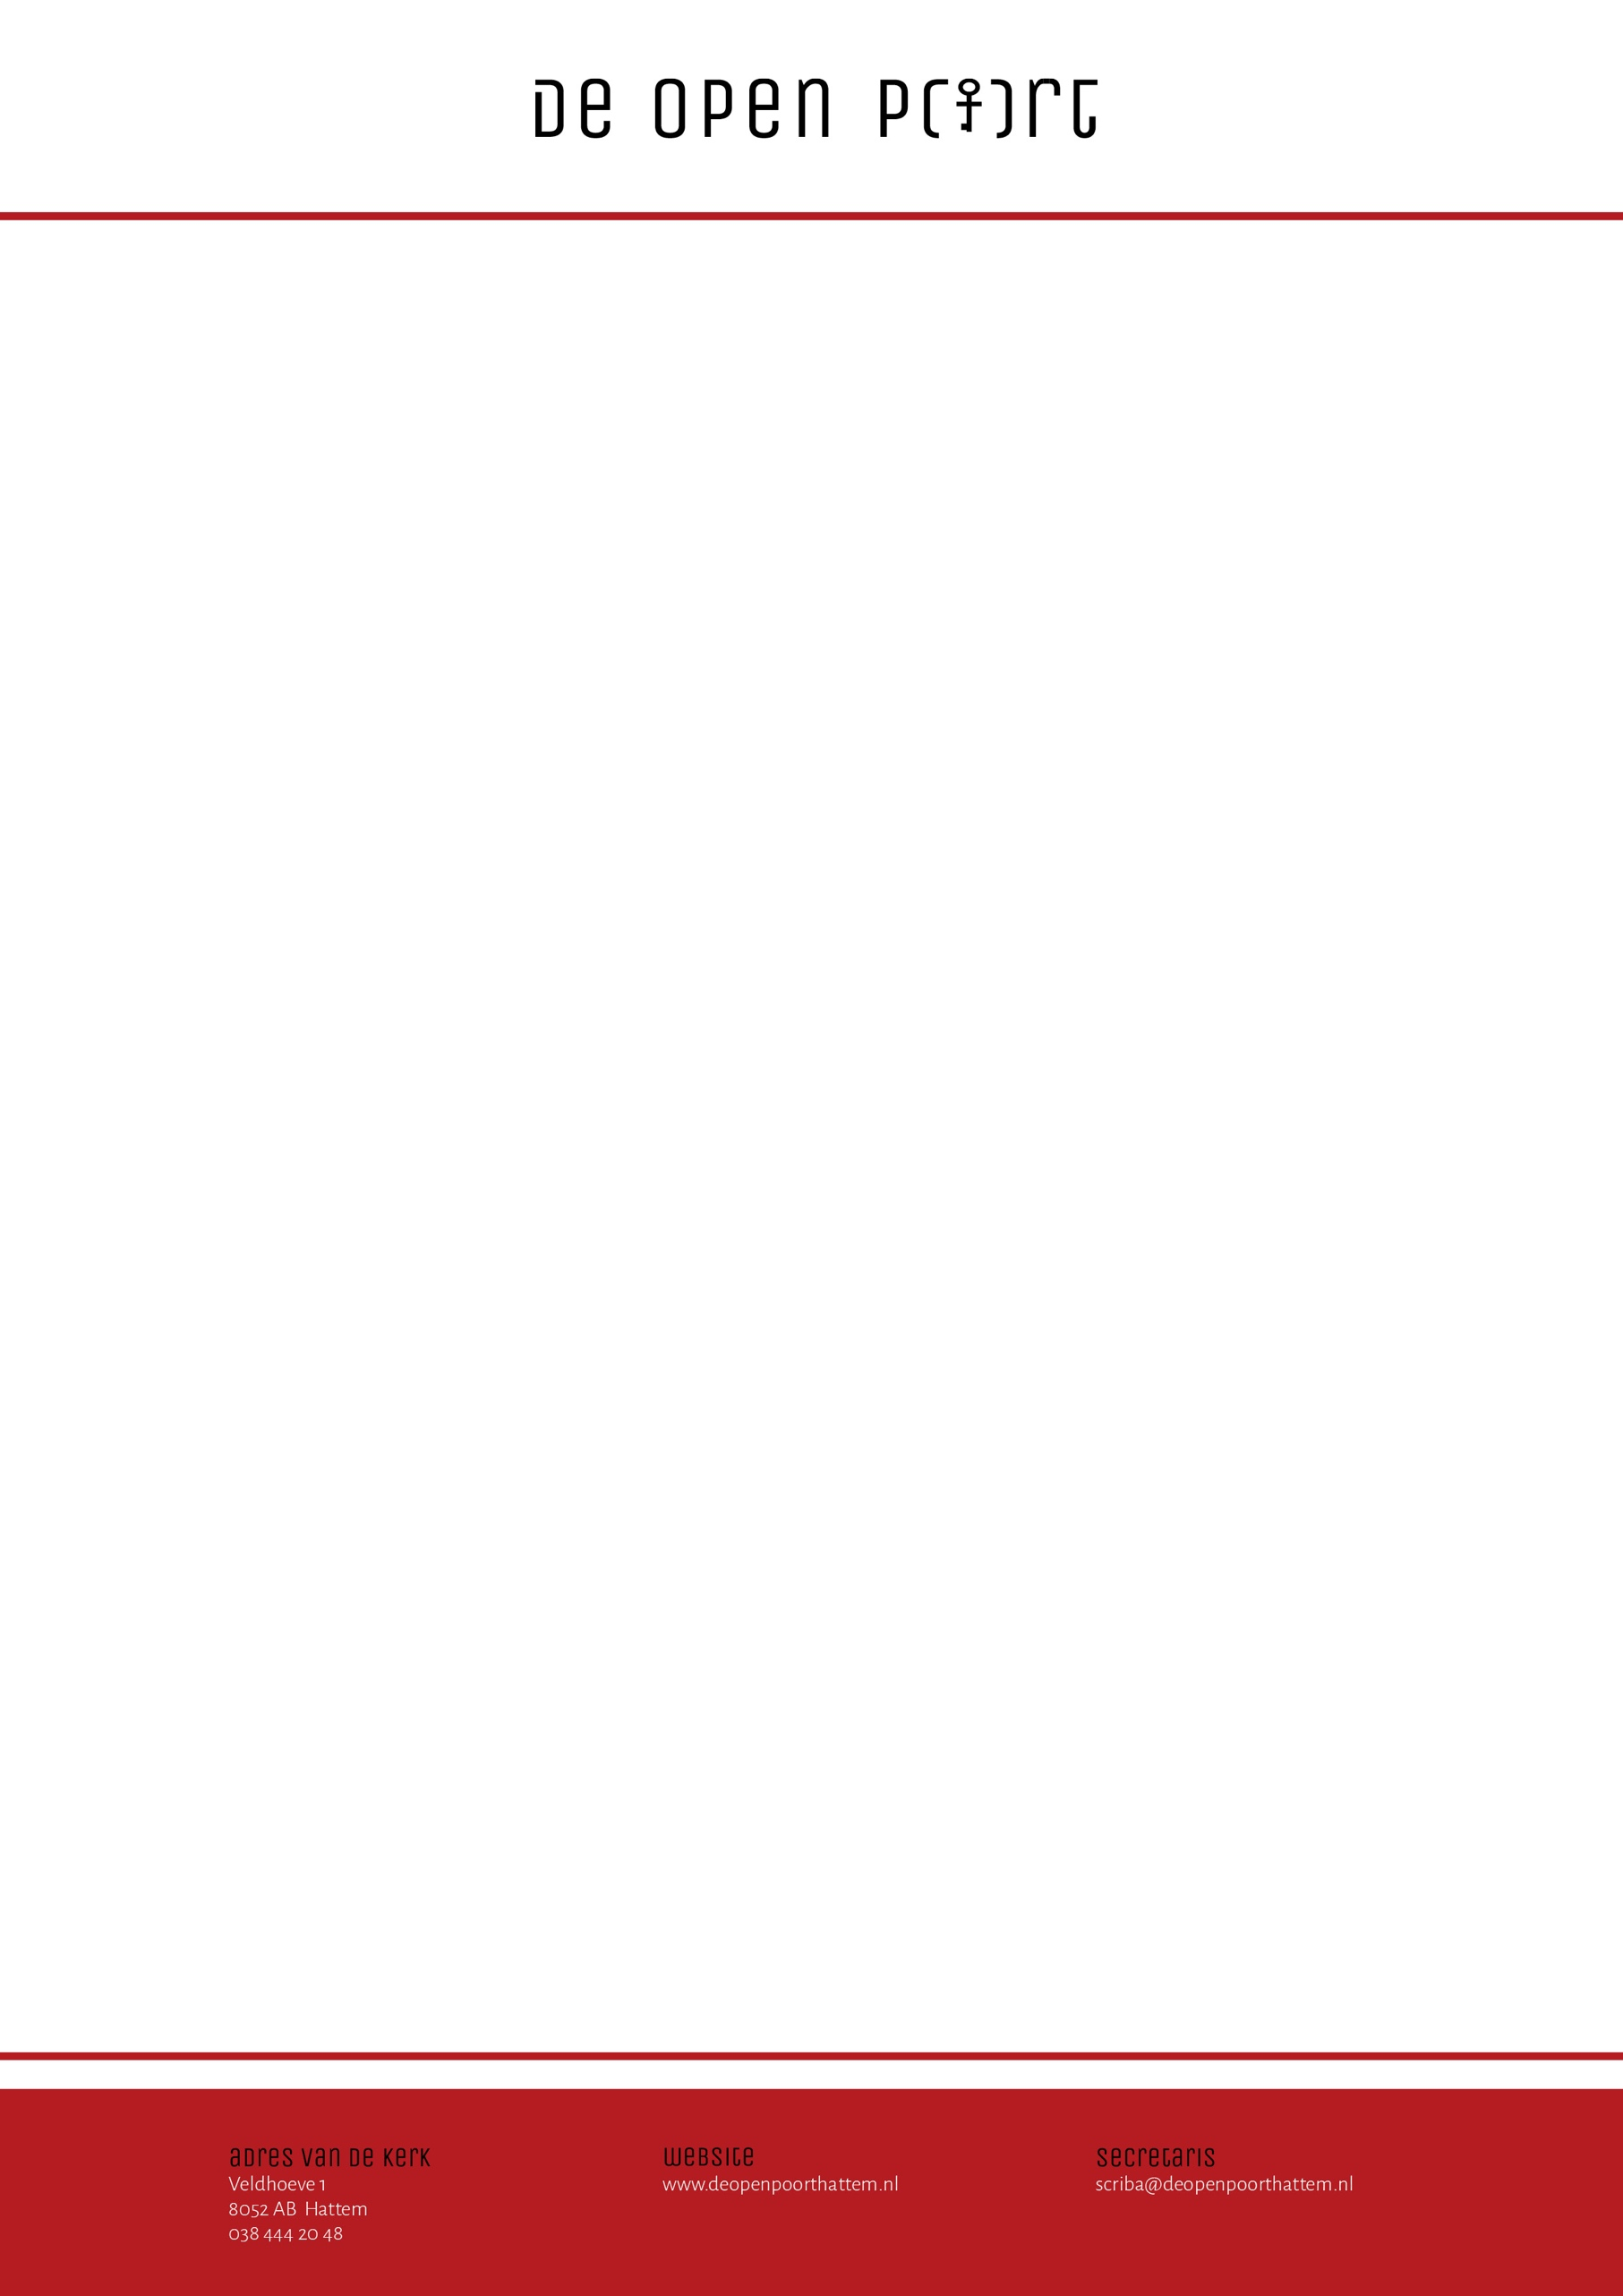 De Open Poort
adres van de kerk
Veldhoeve 1
8052 AB Hattem
038 444 20 48
website
www.deopenpoorthattem.nl
secretaris
scriba@deopenpoorthattem.nl